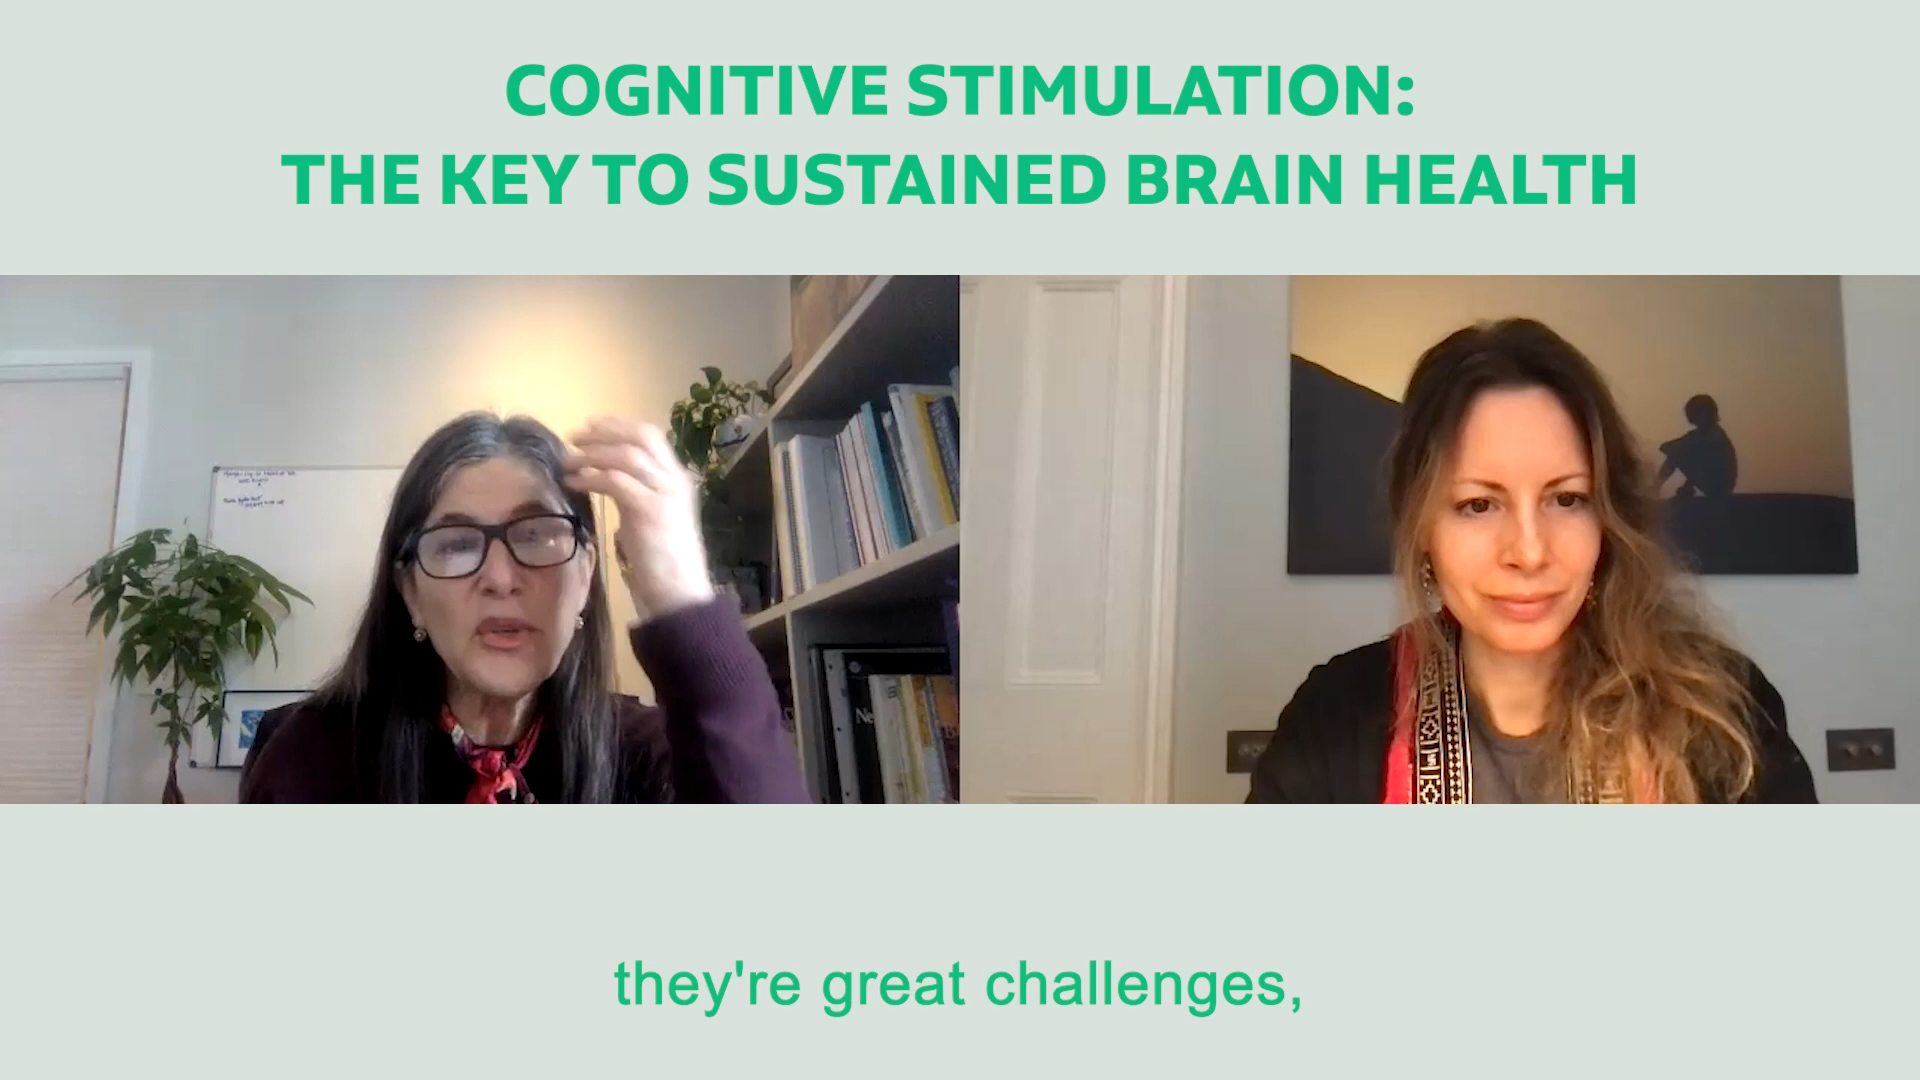 COGNITIVE STIMULATION:
THE KEY TO SUSTAINED BRAIN HEALTH
they're great challenges,